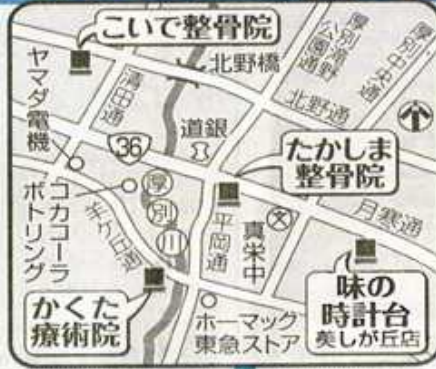 こいで整骨院
ヤマダ電機
清田通
北野橋
厚別滝野公園通
厚別中央通
北野通
36
道銀
たかしま
整骨院
コカコーラ
ボトリング
厚別川
羊ケ丘通
平岡通
真栄中
文
月寒通
かくた
療術院
ホーマック
東急ストア
味の
時計台
美しが丘店